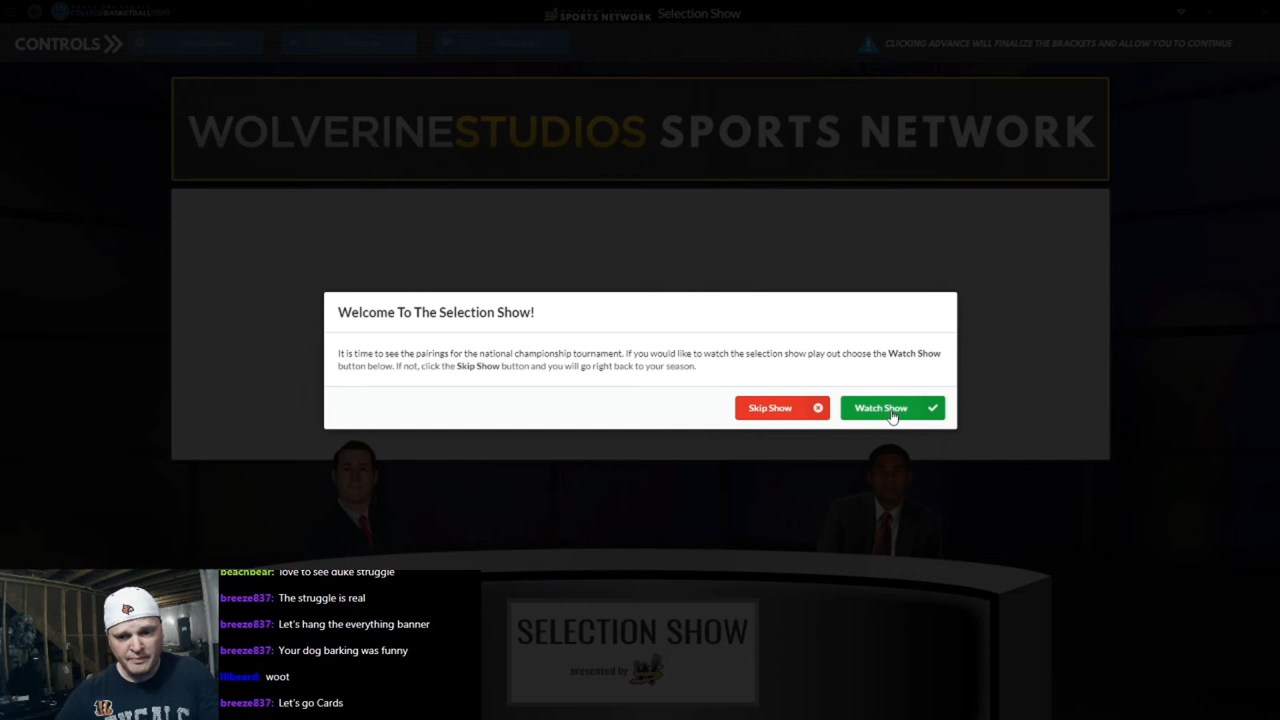 COLLEGEBASKETBALL
SPORTS NETWORK Selection Show
CONTROLS
CLICKING ADVANCE WILL FINALIZE THE BRACKETS AND ALLOW YOU TO CONTINUE
WOLVERINESTUDIOS SPORTS NETWORK
Welcome To The Selection Show!
It is time to see the pairings for the national championship tournament. If you would like to watch the selection show play out choose the Watch Show
button below. If not, click the Skip Show button and you will go right back to your season.
Skip Show Watch Show
beachbear: love to see duke struggle
breeze837: The struggle is real
breeze837: Let's hang the everything banner
breeze837: Your dog barking was funny
woot
breeze837: Let's go Cards
SELECTION SHOW
presented by